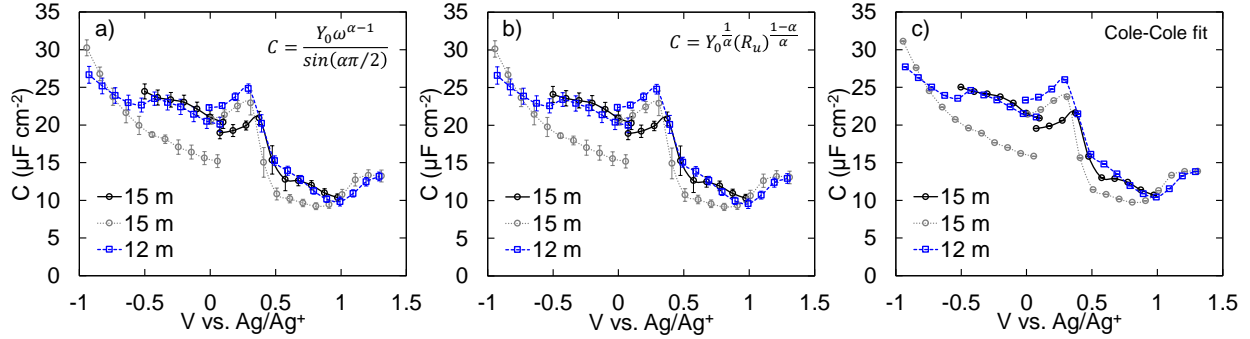 a)
C = Y₀ω^(α−1) / sin(απ/2)
C (µF cm⁻²)
35
30
25
20
15
10
5
0
15 m
15 m
12 m
-1 -0.5 0 0.5 1 1.5
V vs. Ag/Ag⁺
b)
C = Y₀^(1/α)(Rᵤ)^((1−α)/α)
C (µF cm⁻²)
35
30
25
20
15
10
5
0
15 m
15 m
12 m
-1 -0.5 0 0.5 1 1.5
V vs. Ag/Ag⁺
c)
Cole-Cole fit
C (µF cm⁻²)
35
30
25
20
15
10
5
0
15 m
15 m
12 m
-1 -0.5 0 0.5 1 1.5
V vs. Ag/Ag⁺